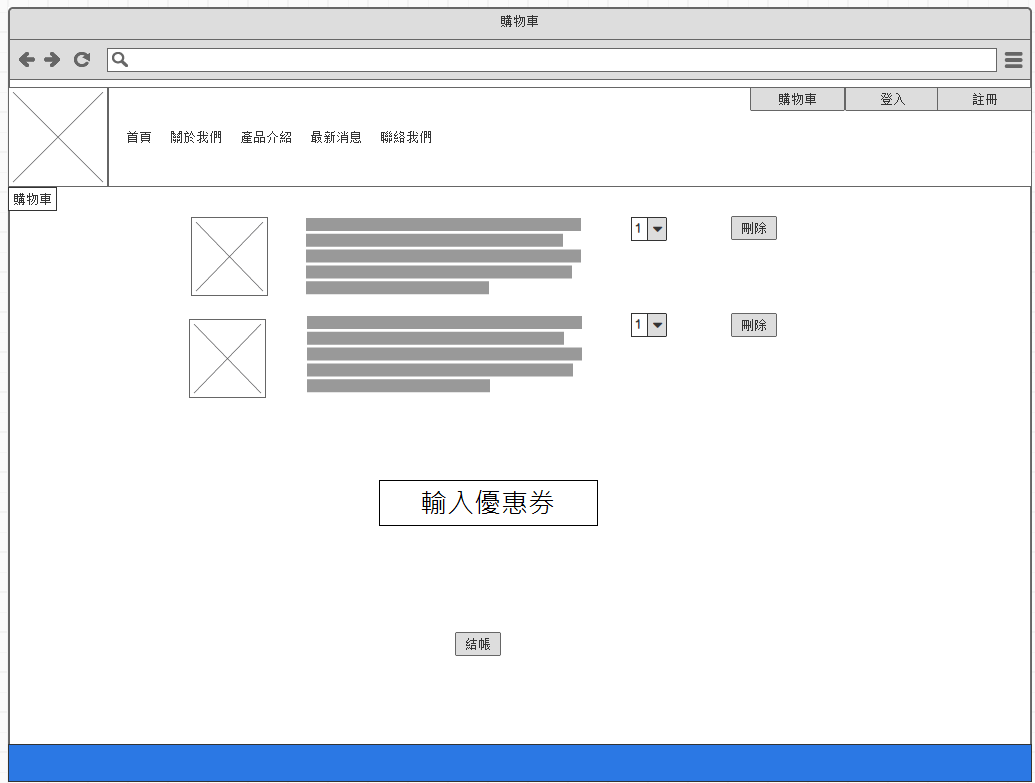 購物車
購物車 登入 註冊
首頁 關於我們 產品介紹 最新消息 聯絡我們
購物車
1 刪除
1 刪除
輸入優惠券
結帳